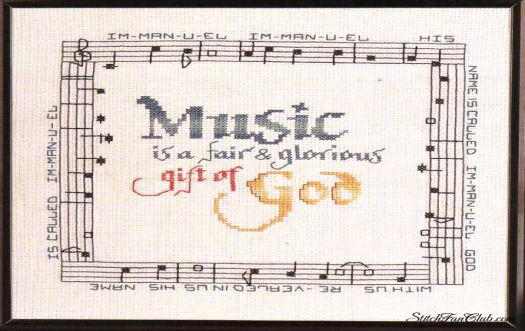 IM-MAN-U-EL IM-MAN-U-EL HIS
NAME IS CALLED IM-MAN-U-EL GOD
WITH US RE-VEALED IN US HIS NAME
IS CALLED IM-MAN-U-EL
Music
is a fair & glorious
gift of God
StitchFanClub.com